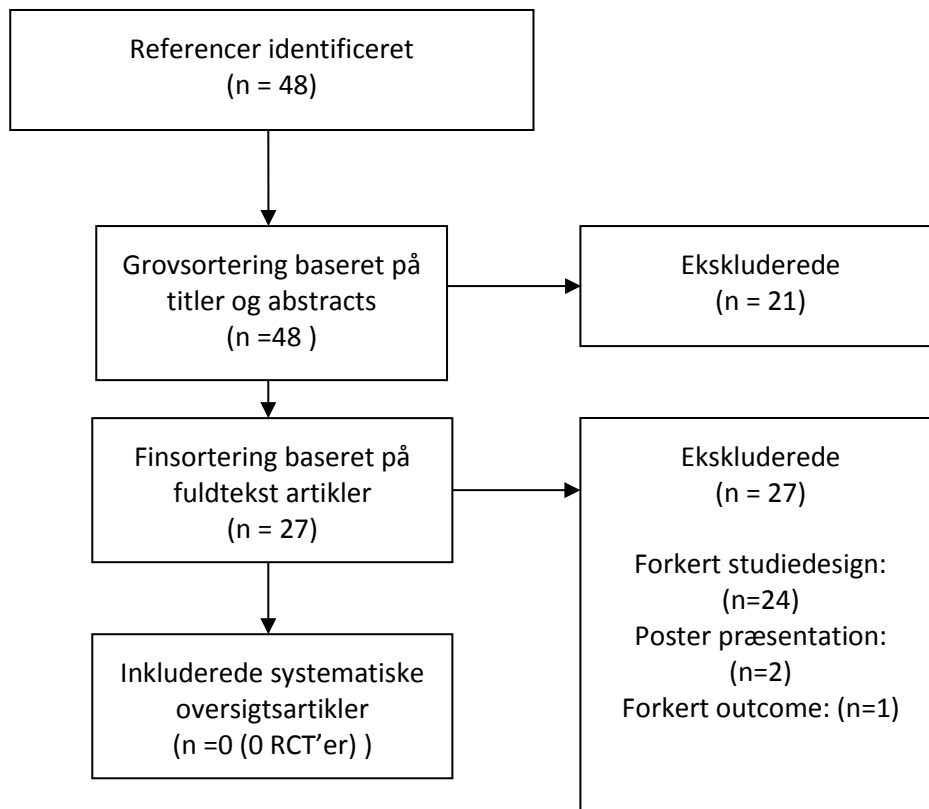 Referencer identificeret
(n = 48)
Grovsortering baseret på
titler og abstracts
(n =48 )
Ekskluderede
(n = 21)
Finsortering baseret på
fuldtekst artikler
(n = 27)
Ekskluderede
(n = 27)
Forkert studiedesign:
(n=24)
Poster præsentation:
(n=2)
Forkert outcome: (n=1)
Inkluderede systematiske
oversigtsartikler
(n =0 (0 RCT’er) )